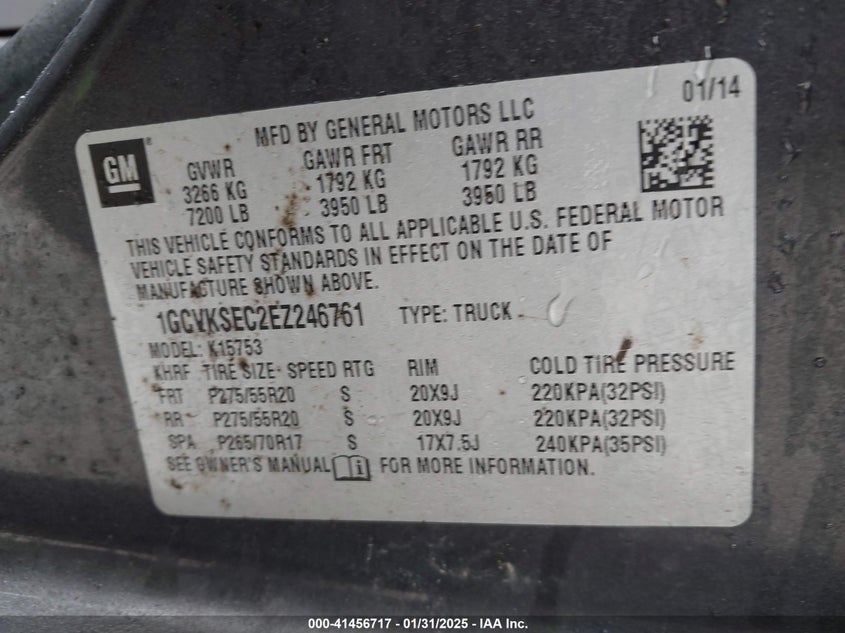 01/14
MFD BY GENERAL MOTORS LLC
GM
GVWR GAWR FRT GAWR RR
3266 KG 1792 KG 1792 KG
7200 LB 3950 LB 3950 LB
THIS VEHICLE CONFORMS TO ALL APPLICABLE U.S. FEDERAL MOTOR
VEHICLE SAFETY STANDARDS IN EFFECT ON THE DATE OF
MANUFACTURE SHOWN ABOVE.
1GCVKSEC2EZ246761 TYPE: TRUCK
MODEL: K15753
KHRF TIRE SIZE SPEED RTG RIM COLD TIRE PRESSURE
FRT P275/55R20 S 20X9J 220KPA(32PSI)
RR P275/55R20 S 20X9J 220KPA(32PSI)
SPA P265/70R17 S 17X7.5J 240KPA(35PSI)
SEE OWNER'S MANUAL FOR MORE INFORMATION.
000-41456717 - 01/31/2025 - IAA Inc.